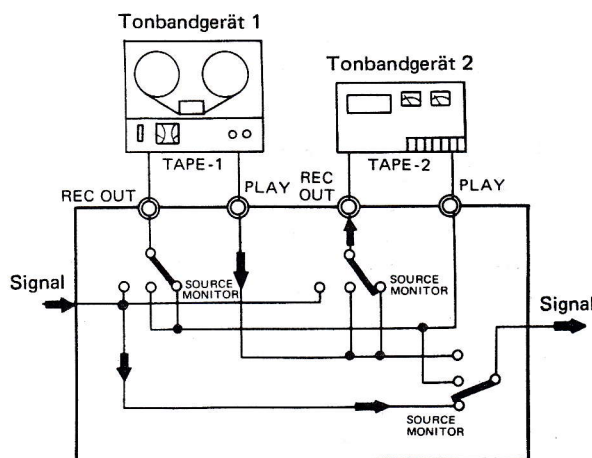 Tonbandgerät 1
Tonbandgerät 2
TAPE-1
TAPE-2
REC OUT
PLAY
REC
OUT
PLAY
Signal
SOURCE
MONITOR
SOURCE
MONITOR
Signal
SOURCE
MONITOR